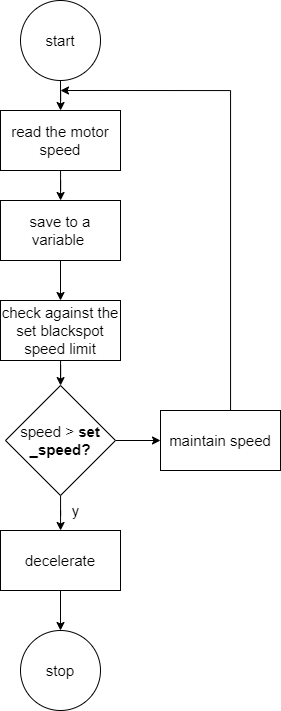 start
read the motor
speed
save to a
variable
check against the
set blackspot
speed limit
speed > set
_speed?
maintain speed
y
decelerate
stop